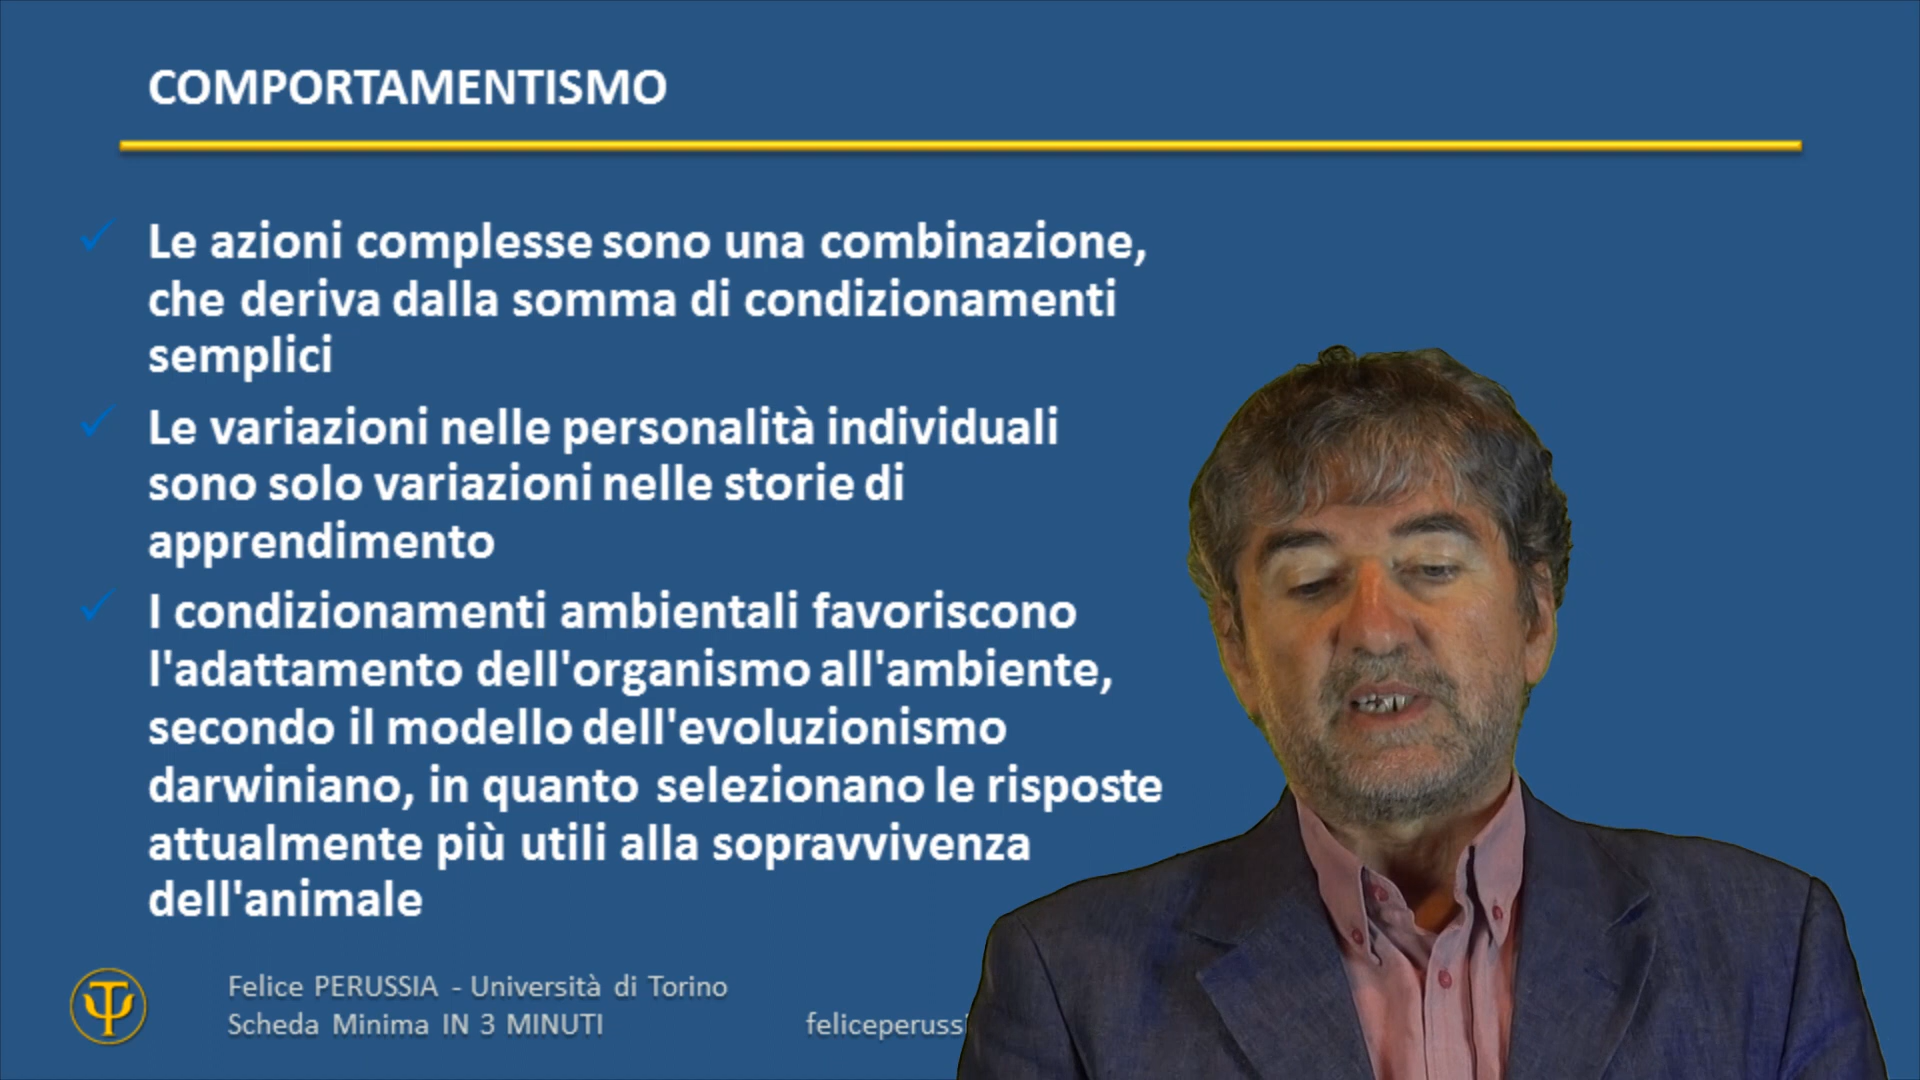 COMPORTAMENTISMO
Le azioni complesse sono una combinazione,
che deriva dalla somma di condizionamenti
semplici
Le variazioni nelle personalità individuali
sono solo variazioni nelle storie di
apprendimento
I condizionamenti ambientali favoriscono
l'adattamento dell'organismo all'ambiente,
secondo il modello dell'evoluzionismo
darwiniano, in quanto selezionano le risposte
attualmente più utili alla sopravvivenza
dell'animale
Felice PERUSSIA - Università di Torino
Scheda Minima IN 3 MINUTI